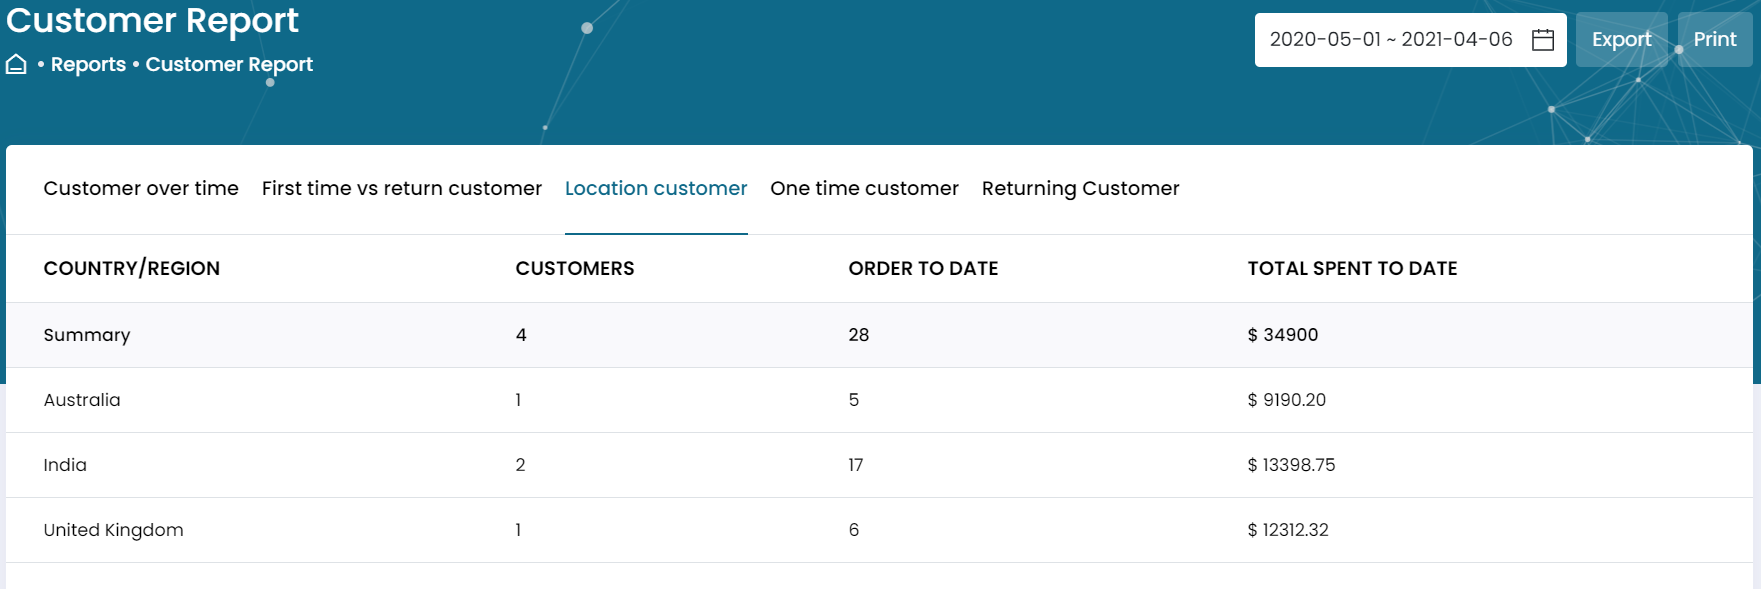 Customer Report
2020-05-01 ~ 2021-04-06 Export Print
• Reports • Customer Report
Customer over time First time vs return customer Location customer One time customer Returning Customer
COUNTRY/REGION CUSTOMERS ORDER TO DATE TOTAL SPENT TO DATE
Summary 4 28 $ 34900
Australia 1 5 $ 9190.20
India 2 17 $ 13398.75
United Kingdom 1 6 $ 12312.32